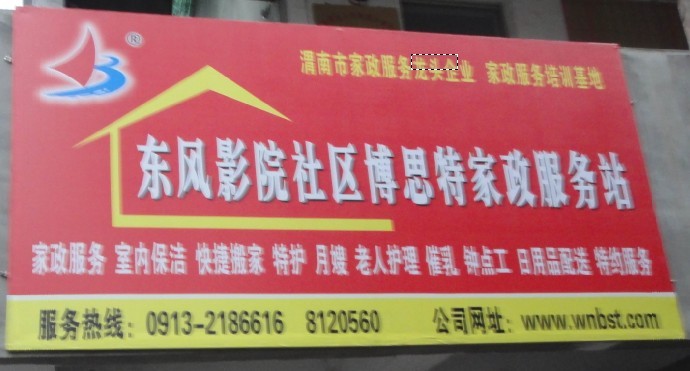 ®
渭南市家政服务龙头企业 家政服务培训基地
东风影院社区博思特家政服务站
家政服务 室内保洁 快捷搬家 特护 月嫂 老人护理 催乳 钟点工 日用品配送 特约服务
服务热线：0913-2186616 8120560 公司网址：www.wnbst.com